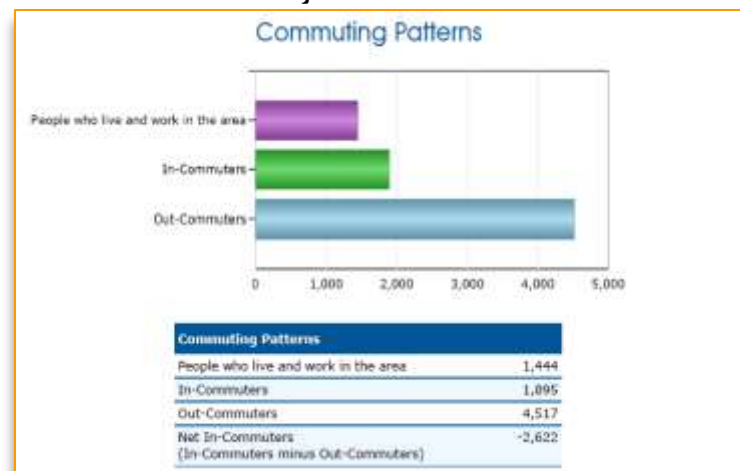 Commuting Patterns
People who live and work in the area
In-Commuters
Out-Commuters
0 1,000 2,000 3,000 4,000 5,000
Commuting Patterns
People who live and work in the area 1,444
In-Commuters 1,895
Out-Commuters 4,517
Net In-Commuters -2,622
(In-Commuters minus Out-Commuters)